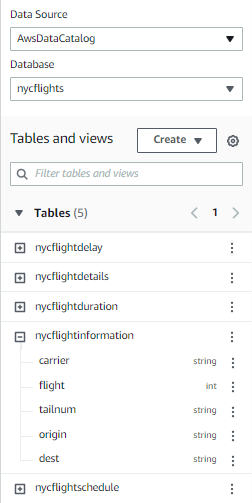 Data Source
AwsDataCatalog
Database
nycflights
Tables and views
Create
Filter tables and views
Tables (5)
1
nycflightdelay
nycflightdetails
nycflightduration
nycflightinformation
carrier string
flight int
tailnum string
origin string
dest string
nycflightschedule